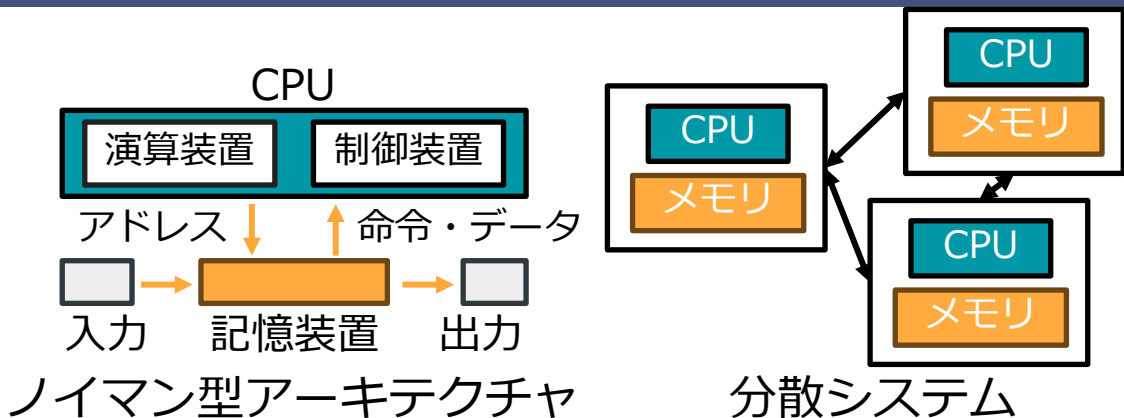 CPU
演算装置
制御装置
アドレス
命令・データ
入力
記憶装置
出力
ノイマン型アーキテクチャ
CPU
メモリ
CPU
メモリ
CPU
メモリ
分散システム